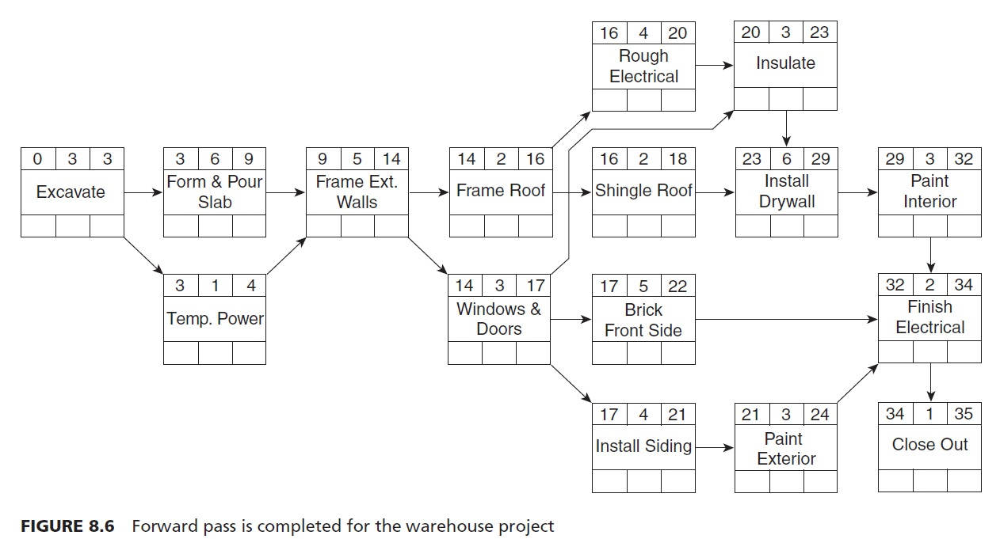 16 4 20
Rough
Electrical
20 3 23
Insulate
0 3 3
Excavate
3 6 9
Form & Pour
Slab
9 5 14
Frame Ext.
Walls
14 2 16
Frame Roof
16 2 18
Shingle Roof
23 6 29
Install
Drywall
29 3 32
Paint
Interior
3 1 4
Temp. Power
14 3 17
Windows &
Doors
17 5 22
Brick
Front Side
32 2 34
Finish
Electrical
17 4 21
Install Siding
21 3 24
Paint
Exterior
34 1 35
Close Out
FIGURE 8.6 Forward pass is completed for the warehouse project